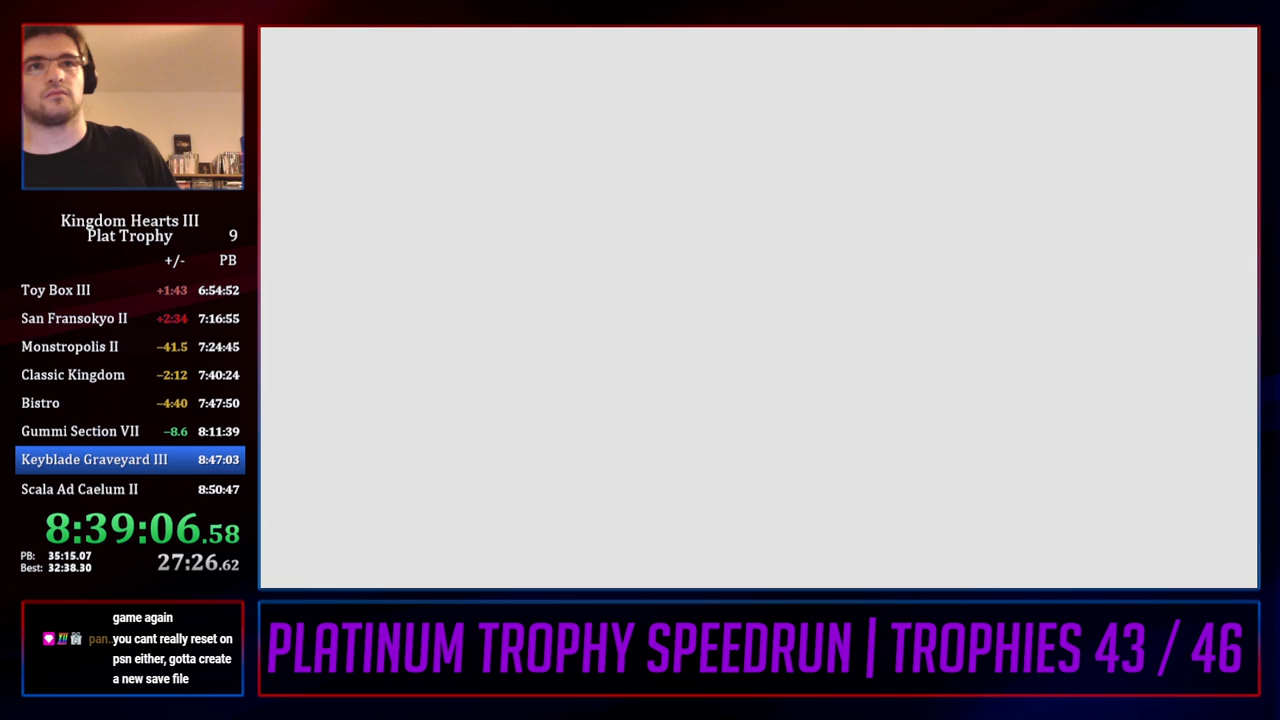 Kingdom Hearts III
Plat Trophy 9
+/- PB
Toy Box III +1:43 6:54:52
San Fransokyo II +2:34 7:16:55
Monstropolis II −41.5 7:24:45
Classic Kingdom −2:12 7:40:24
Bistro −4:40 7:47:50
Gummi Section VII −8.6 8:11:39
Keyblade Graveyard III 8:47:03
Scala Ad Caelum II 8:50:47
8:39:06.58
PB: 35:15.07
Best: 32:38.30
27:26.62
game again
pan. you cant really reset on
psn either, gotta create
a new save file
PLATINUM TROPHY SPEEDRUN | TROPHIES 43 / 46